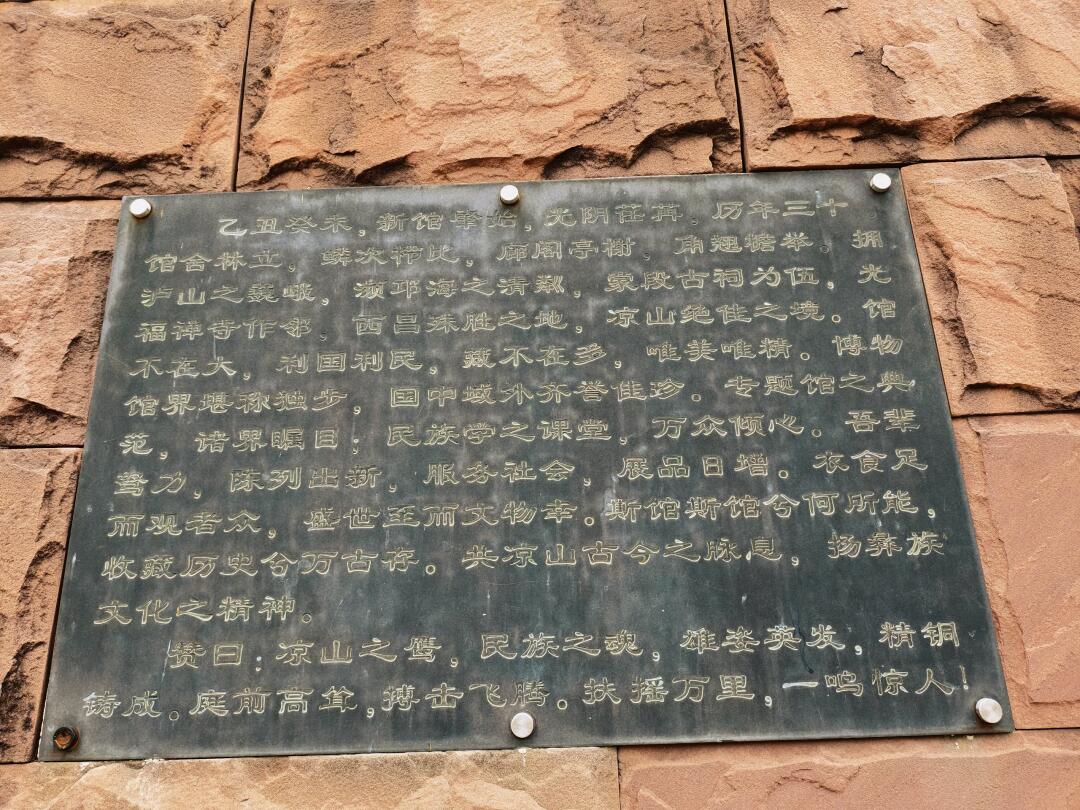 乙丑癸未，新馆肇始，光阴荏苒，历年三十，
馆舍林立，鳞次栉比，廊阁亭榭，甬翘檐举，拥
泸山之巍峨，濒邛海之清粼，蒙段古祠为伍，光
福禅寺作邻。西昌殊胜之地，凉山绝佳之境。馆
不在大，利国利民，藏不在多，唯美唯精。博物
馆界堪称独步，国中域外齐誉佳珍。专题馆之典
范，诸界瞩目；民族学之课堂，万众倾心。吾辈
努力，陈列出新，服务社会，展品日增。衣食足
而观者众，盛世至而文物幸。斯馆斯馆兮何所能，
收藏历史兮万古存。共凉山古今之脉息，扬彝族
文化之精神。
赞曰：凉山之鹰，民族之魂，雄姿英发，精铜
铸成。庭前高耸，搏击飞腾。扶摇万里，一鸣惊人！